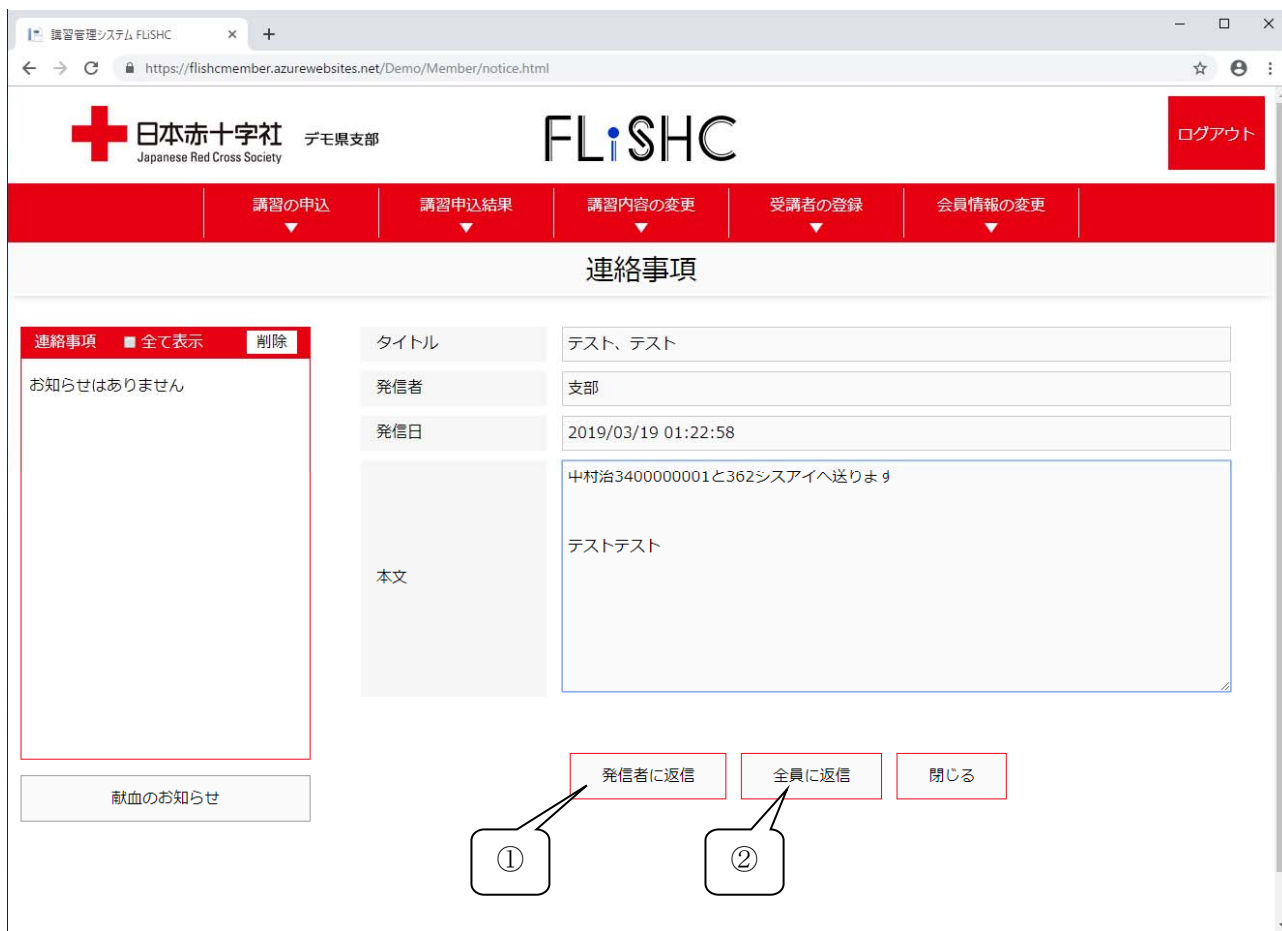 講習管理システム FLiSHC
https://flishcmember.azurewebsites.net/Demo/Member/notice.html
日本赤十字社 デモ県支部
Japanese Red Cross Society
FLiSHC
ログアウト
講習の申込 講習申込結果 講習内容の変更 受講者の登録 会員情報の変更
▼ ▼ ▼ ▼ ▼
連絡事項
連絡事項 全て表示 削除
お知らせはありません
タイトル テスト、テスト
発信者 支部
発信日 2019/03/19 01:22:58
本文
中村治3400000001と362シスアイへ送ります
テストテスト
発信者に返信 全員に返信 閉じる
献血のお知らせ
① ②